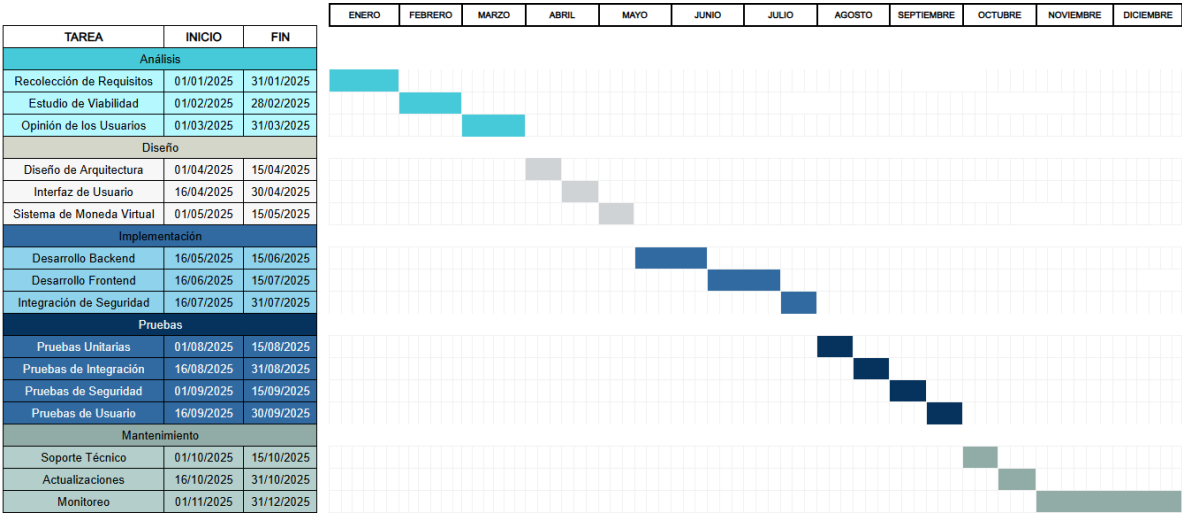 ENERO FEBRERO MARZO ABRIL MAYO JUNIO JULIO AGOSTO SEPTIEMBRE OCTUBRE NOVIEMBRE DICIEMBRE
TAREA INICIO FIN
Análisis
Recolección de Requisitos 01/01/2025 31/01/2025
Estudio de Viabilidad 01/02/2025 28/02/2025
Opinión de los Usuarios 01/03/2025 31/03/2025
Diseño
Diseño de Arquitectura 01/04/2025 15/04/2025
Interfaz de Usuario 16/04/2025 30/04/2025
Sistema de Moneda Virtual 01/05/2025 15/05/2025
Implementación
Desarrollo Backend 16/05/2025 15/06/2025
Desarrollo Frontend 16/06/2025 15/07/2025
Integración de Seguridad 16/07/2025 31/07/2025
Pruebas
Pruebas Unitarias 01/08/2025 15/08/2025
Pruebas de Integración 16/08/2025 31/08/2025
Pruebas de Seguridad 01/09/2025 15/09/2025
Pruebas de Usuario 16/09/2025 30/09/2025
Mantenimiento
Soporte Técnico 01/10/2025 15/10/2025
Actualizaciones 16/10/2025 31/10/2025
Monitoreo 01/11/2025 31/12/2025